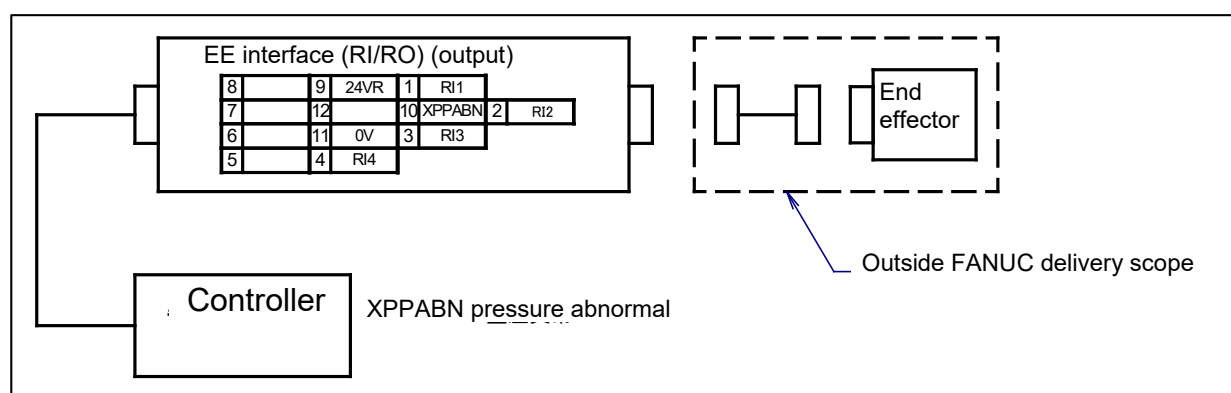 EE interface (RI/RO) (output)
8 9 24VR 1 RI1
7 12 10 XPPABN 2 RI2
6 11 0V 3 RI3
5 4 RI4
End
effector
Outside FANUC delivery scope
Controller
XPPABN pressure abnormal